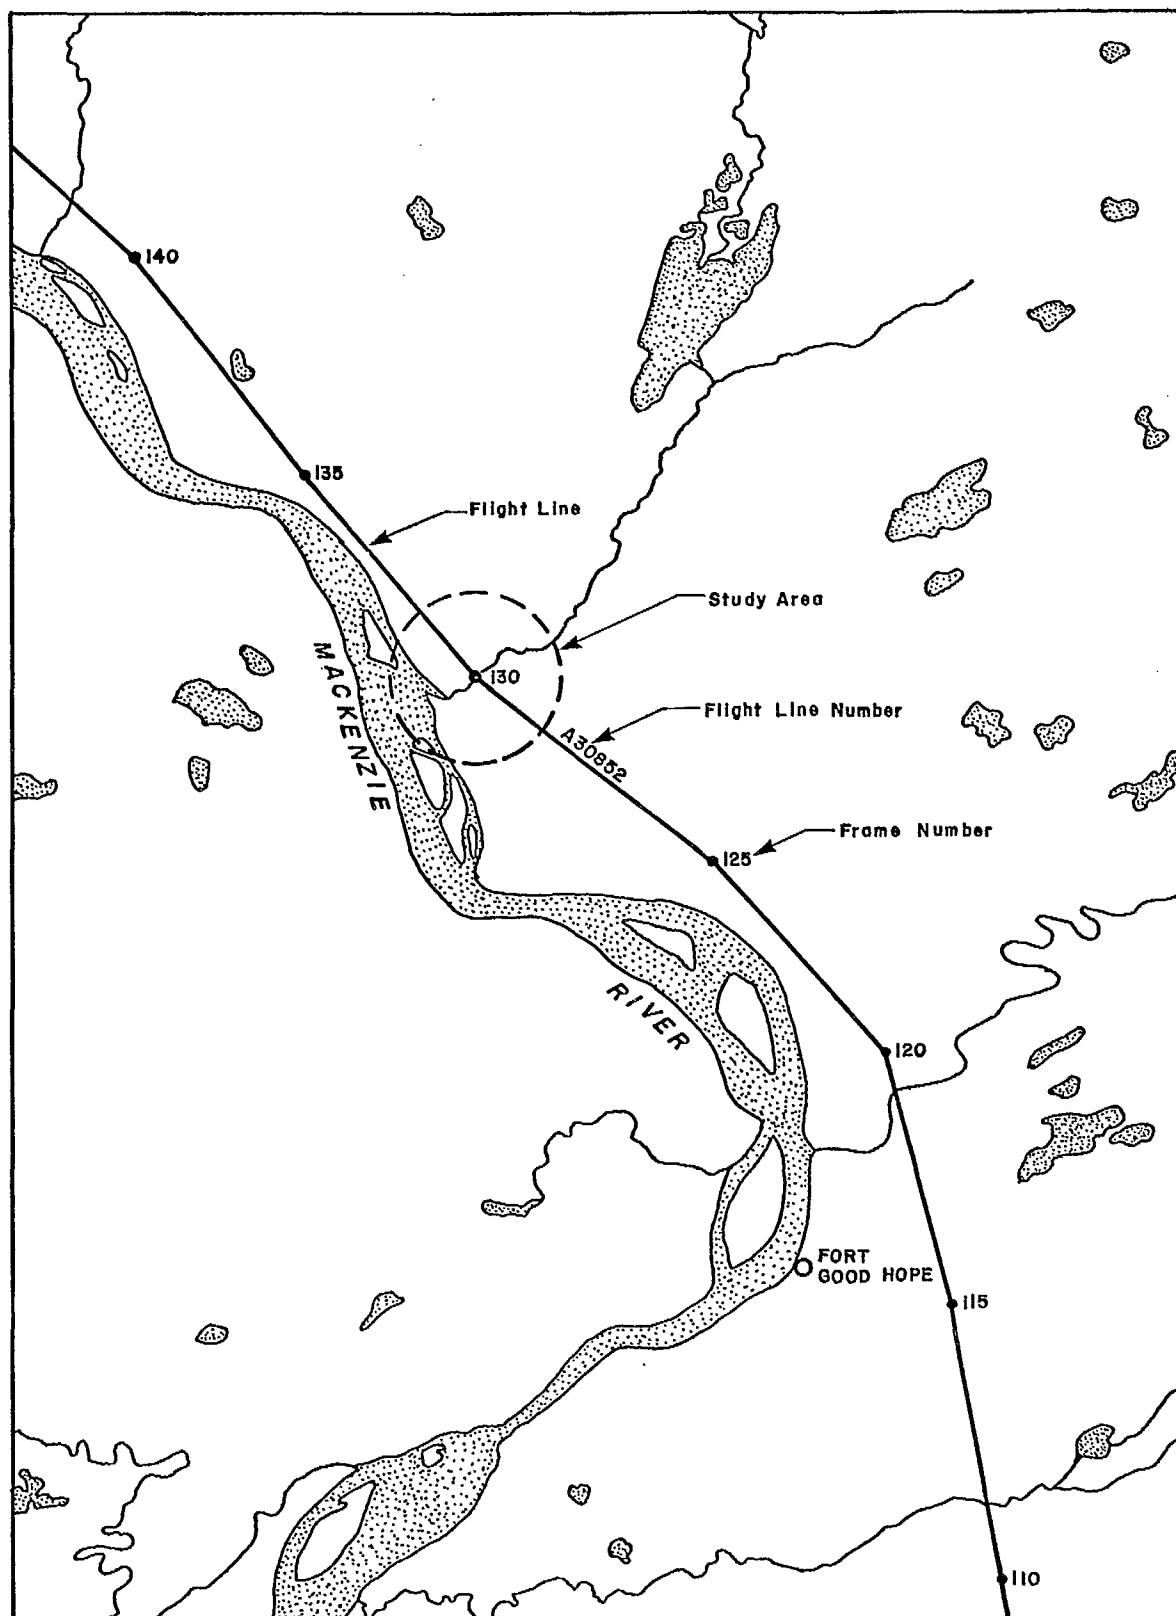 140
135
Flight Line
Study Area
130
MACKENZIE
Flight Line Number
A30852
Frame Number
125
RIVER
120
FORT
GOOD HOPE
115
110